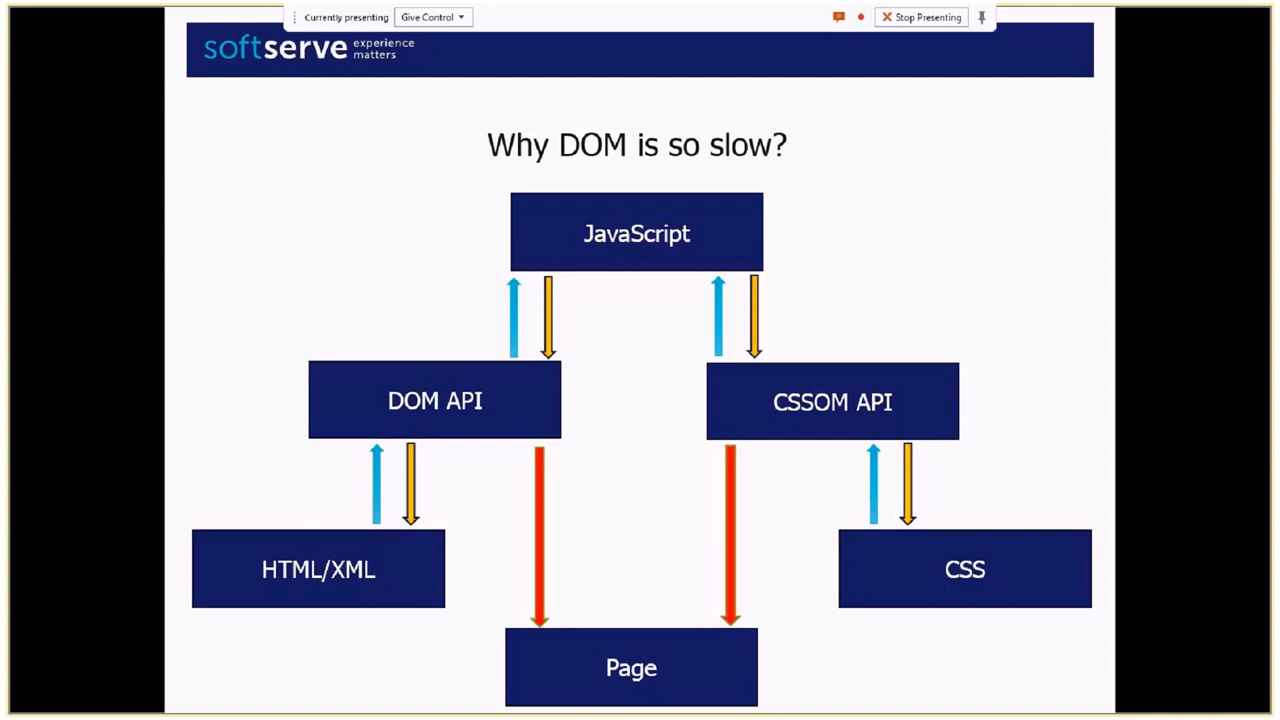 Currently presenting
Give Control
Stop Presenting
softserve experience matters
Why DOM is so slow?
JavaScript
DOM API
CSSOM API
HTML/XML
CSS
Page